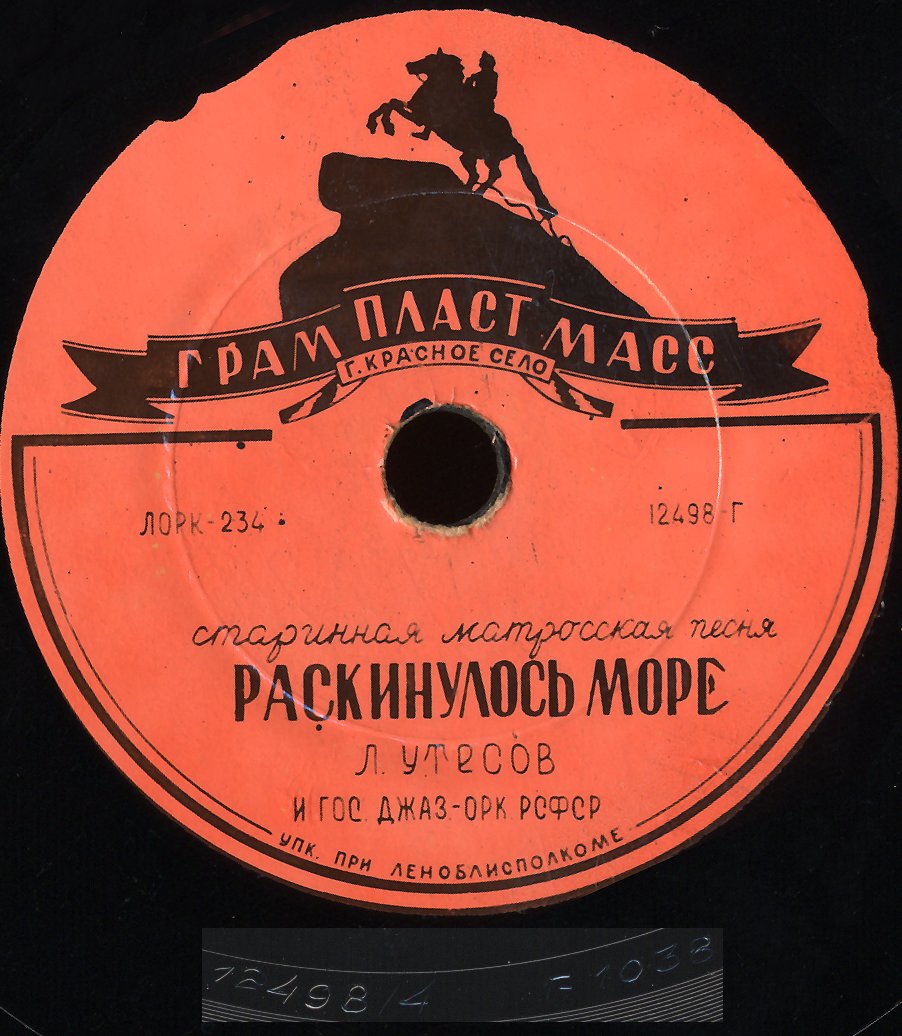 ГРАМ ПЛАСТ МАСС
Г. КРАСНОЕ СЕЛО
ЛОРК-234
12498-Г
старинная матросская песня
РАСКИНУЛОСЬ МОРЕ
Л. УТЕСОВ
И ГОС. ДЖАЗ-ОРК. РСФСР
УПК. ПРИ ЛЕНОБЛИСПОЛКОМЕ
12498/4 Г-1038